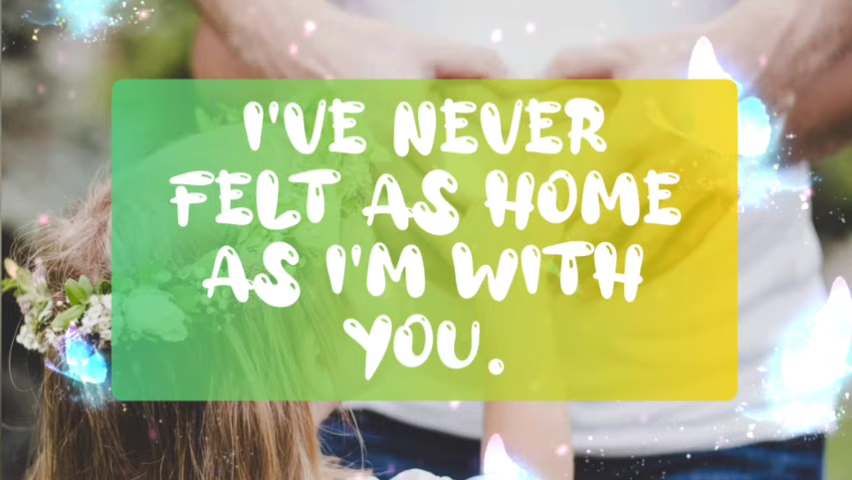 I'VE NEVER
FELT AS HOME
AS I'M WITH
YOU.